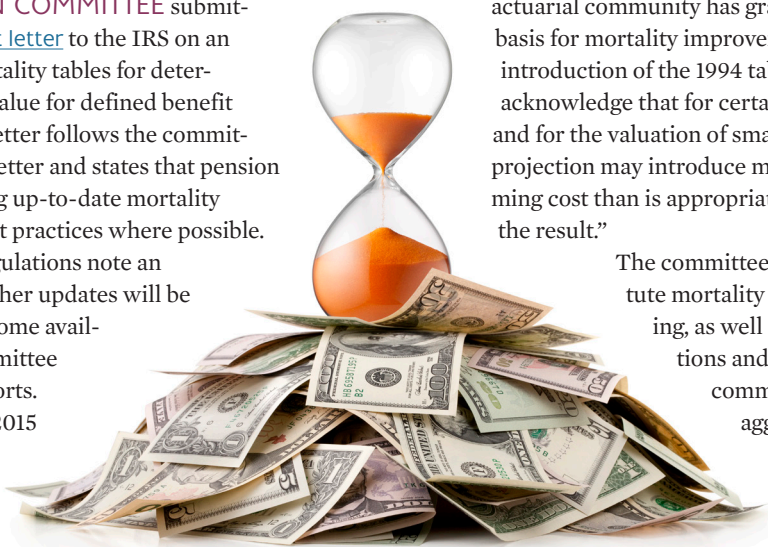 N COMMITTEE submit-
t letter to the IRS on an
tality tables for deter-
alue for defined benefit
etter follows the commit-
etter and states that pension
g up-to-date mortality
t practices where possible.
gulations note an
her updates will be
ome avail-
mittee
orts.
2015
actuarial community has gra
basis for mortality improve
introduction of the 1994 tal
acknowledge that for certa
and for the valuation of sma
projection may introduce m
ming cost than is appropriat
the result.”
The committee
tute mortality
ing, as well
tions and
comm
agg
HB69587195F
B2
100